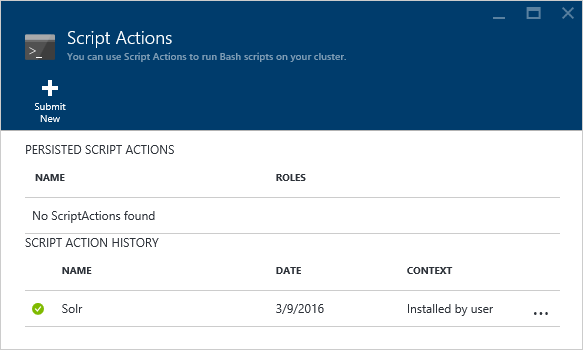 Script Actions
You can use Script Actions to run Bash scripts on your cluster.
Submit
New
PERSISTED SCRIPT ACTIONS
NAME ROLES
No ScriptActions found
SCRIPT ACTION HISTORY
NAME DATE CONTEXT
Solr 3/9/2016 Installed by user ...